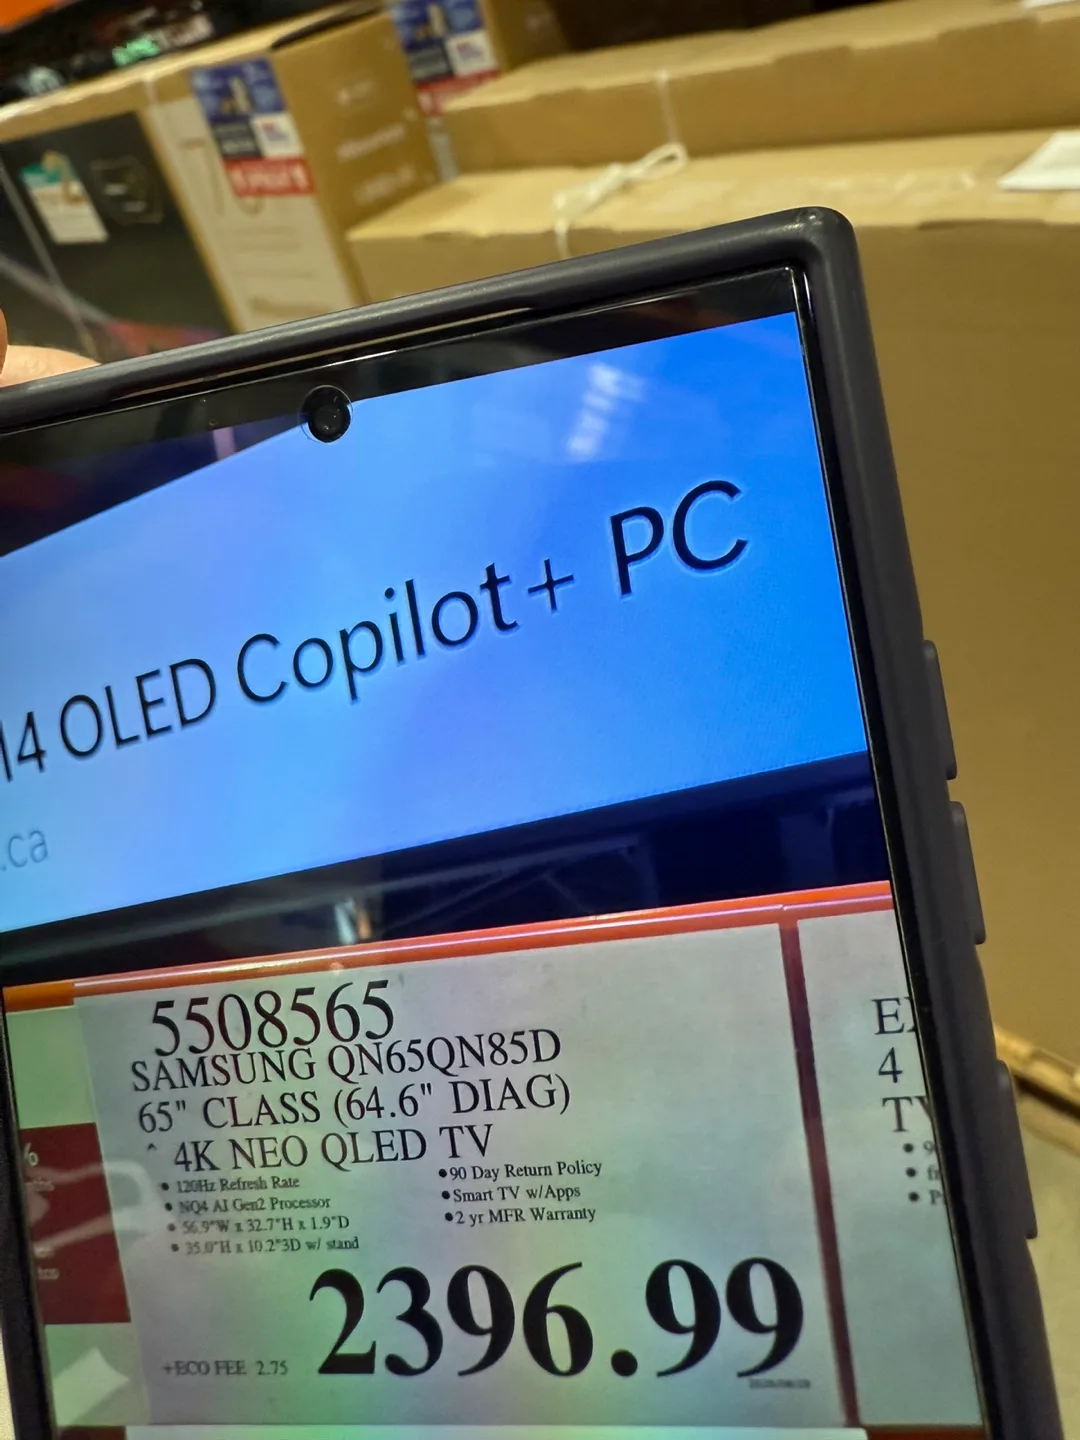 14 OLED Copilot+ PC
.ca
5508565
SAMSUNG QN65QN85D
65" CLASS (64.6" DIAG)
^ 4K NEO QLED TV
• 120Hz Refresh Rate
• NQ4 AI Gen2 Processor
• 56.9"W x 32.7"H x 1.9"D
• 35.0"H x 10.2"3D w/ stand
• 90 Day Return Policy
• Smart TV w/Apps
• 2 yr MFR Warranty
2396.99
+ECO FEE 2.75
4